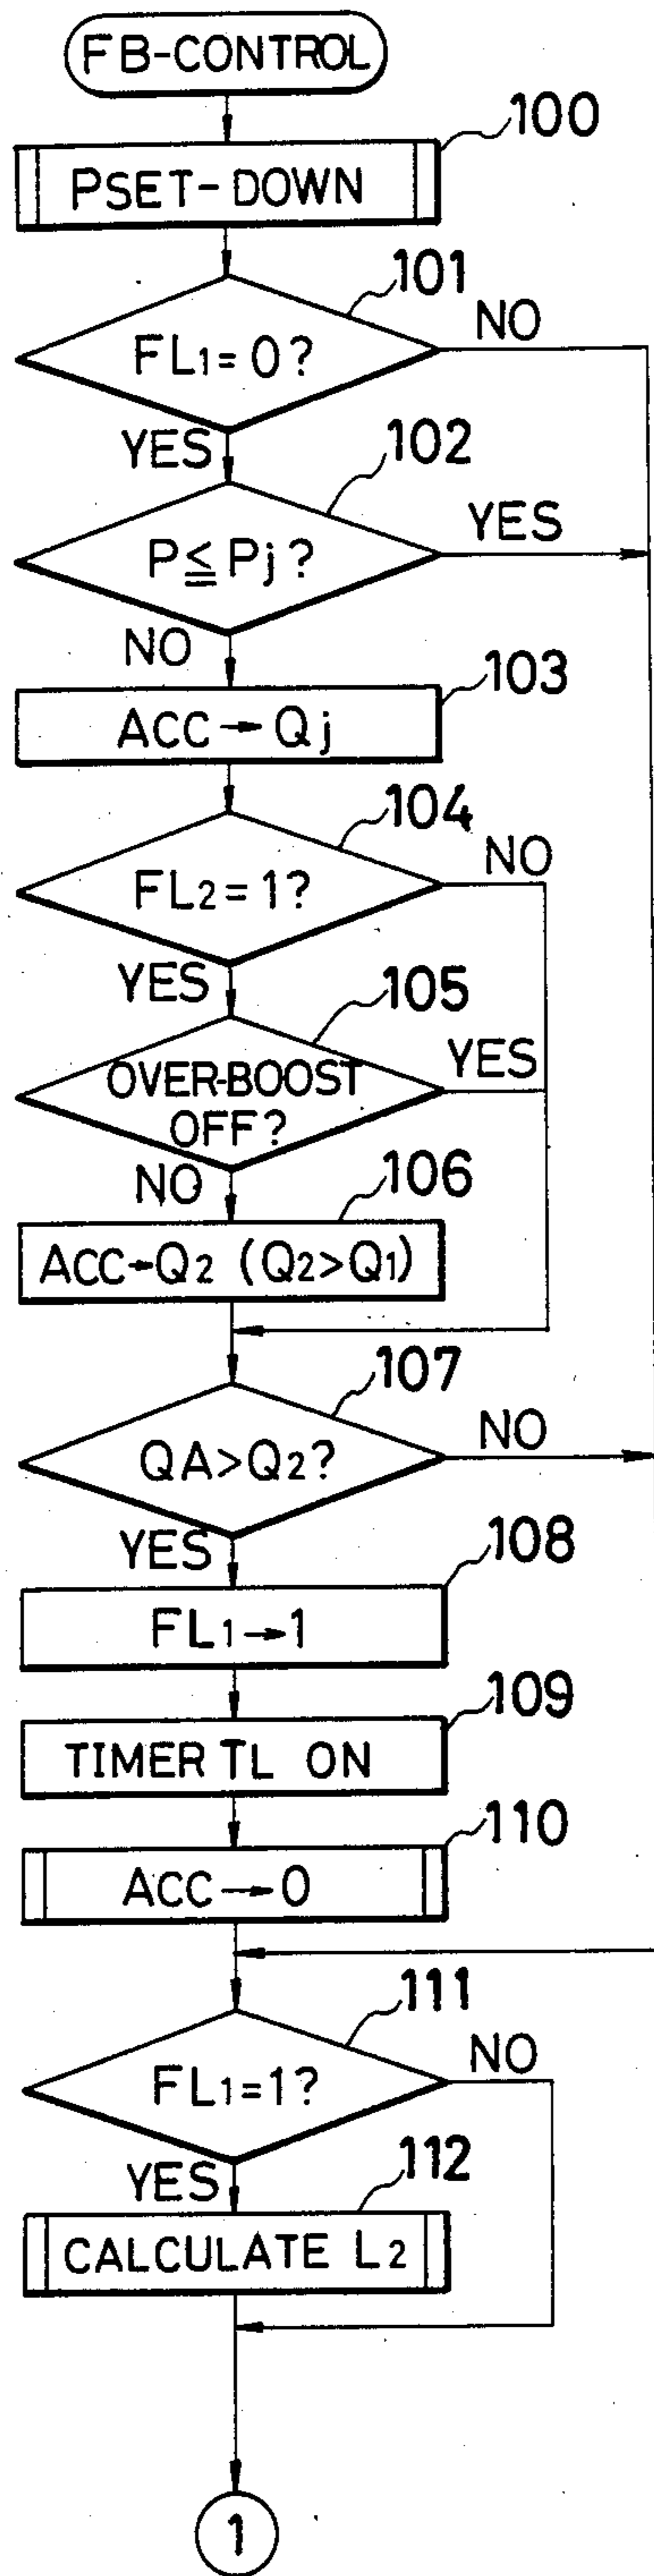 FB-CONTROL
100
PSET-DOWN
101
FL1=0?
NO
YES
102
P≦Pj?
YES
NO
103
ACC→Qj
104
FL2=1?
NO
YES
105
OVER-BOOST
OFF?
YES
NO
106
ACC→Q2 (Q2>Q1)
107
QA>Q2?
NO
YES
108
FL1→1
109
TIMER TL ON
110
ACC→0
111
FL1=1?
NO
YES
112
CALCULATE L2
1